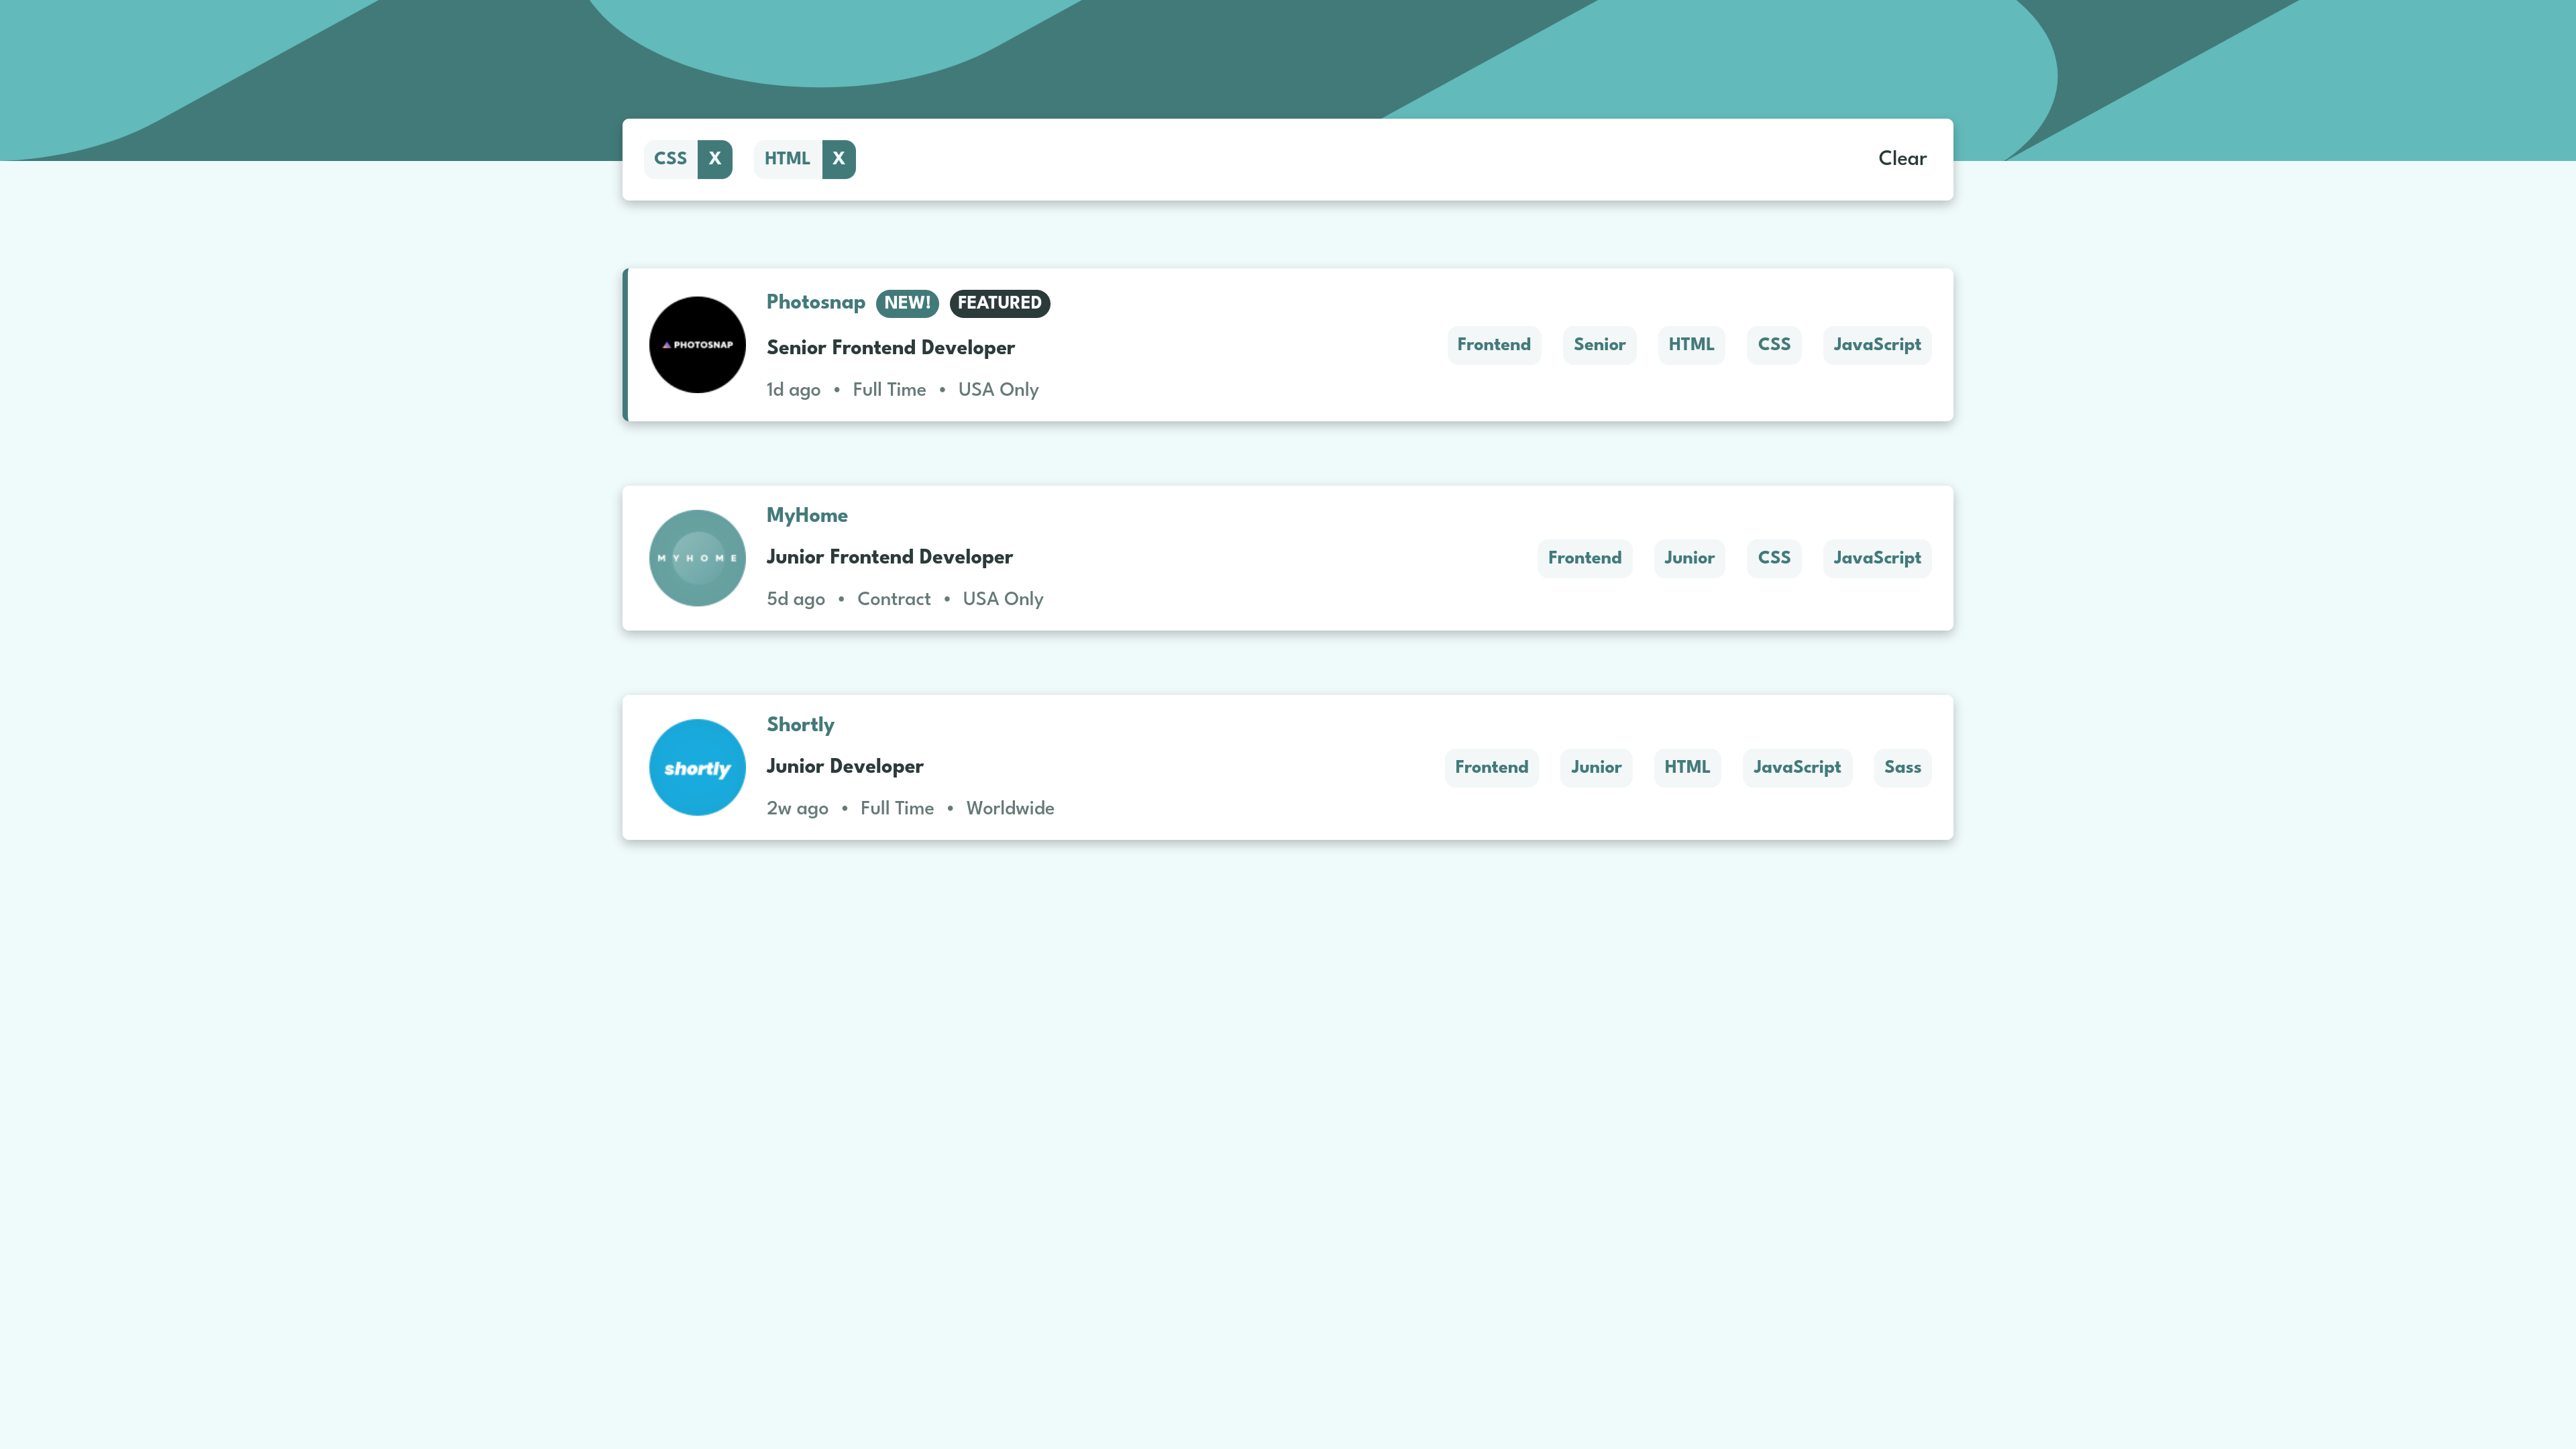 CSS X HTML X Clear
Photosnap NEW! FEATURED
PHOTOSNAP
Senior Frontend Developer
1d ago • Full Time • USA Only
Frontend Senior HTML CSS JavaScript
MyHome
MYHOME
Junior Frontend Developer
5d ago • Contract • USA Only
Frontend Junior CSS JavaScript
Shortly
shortly
Junior Developer
2w ago • Full Time • Worldwide
Frontend Junior HTML JavaScript Sass